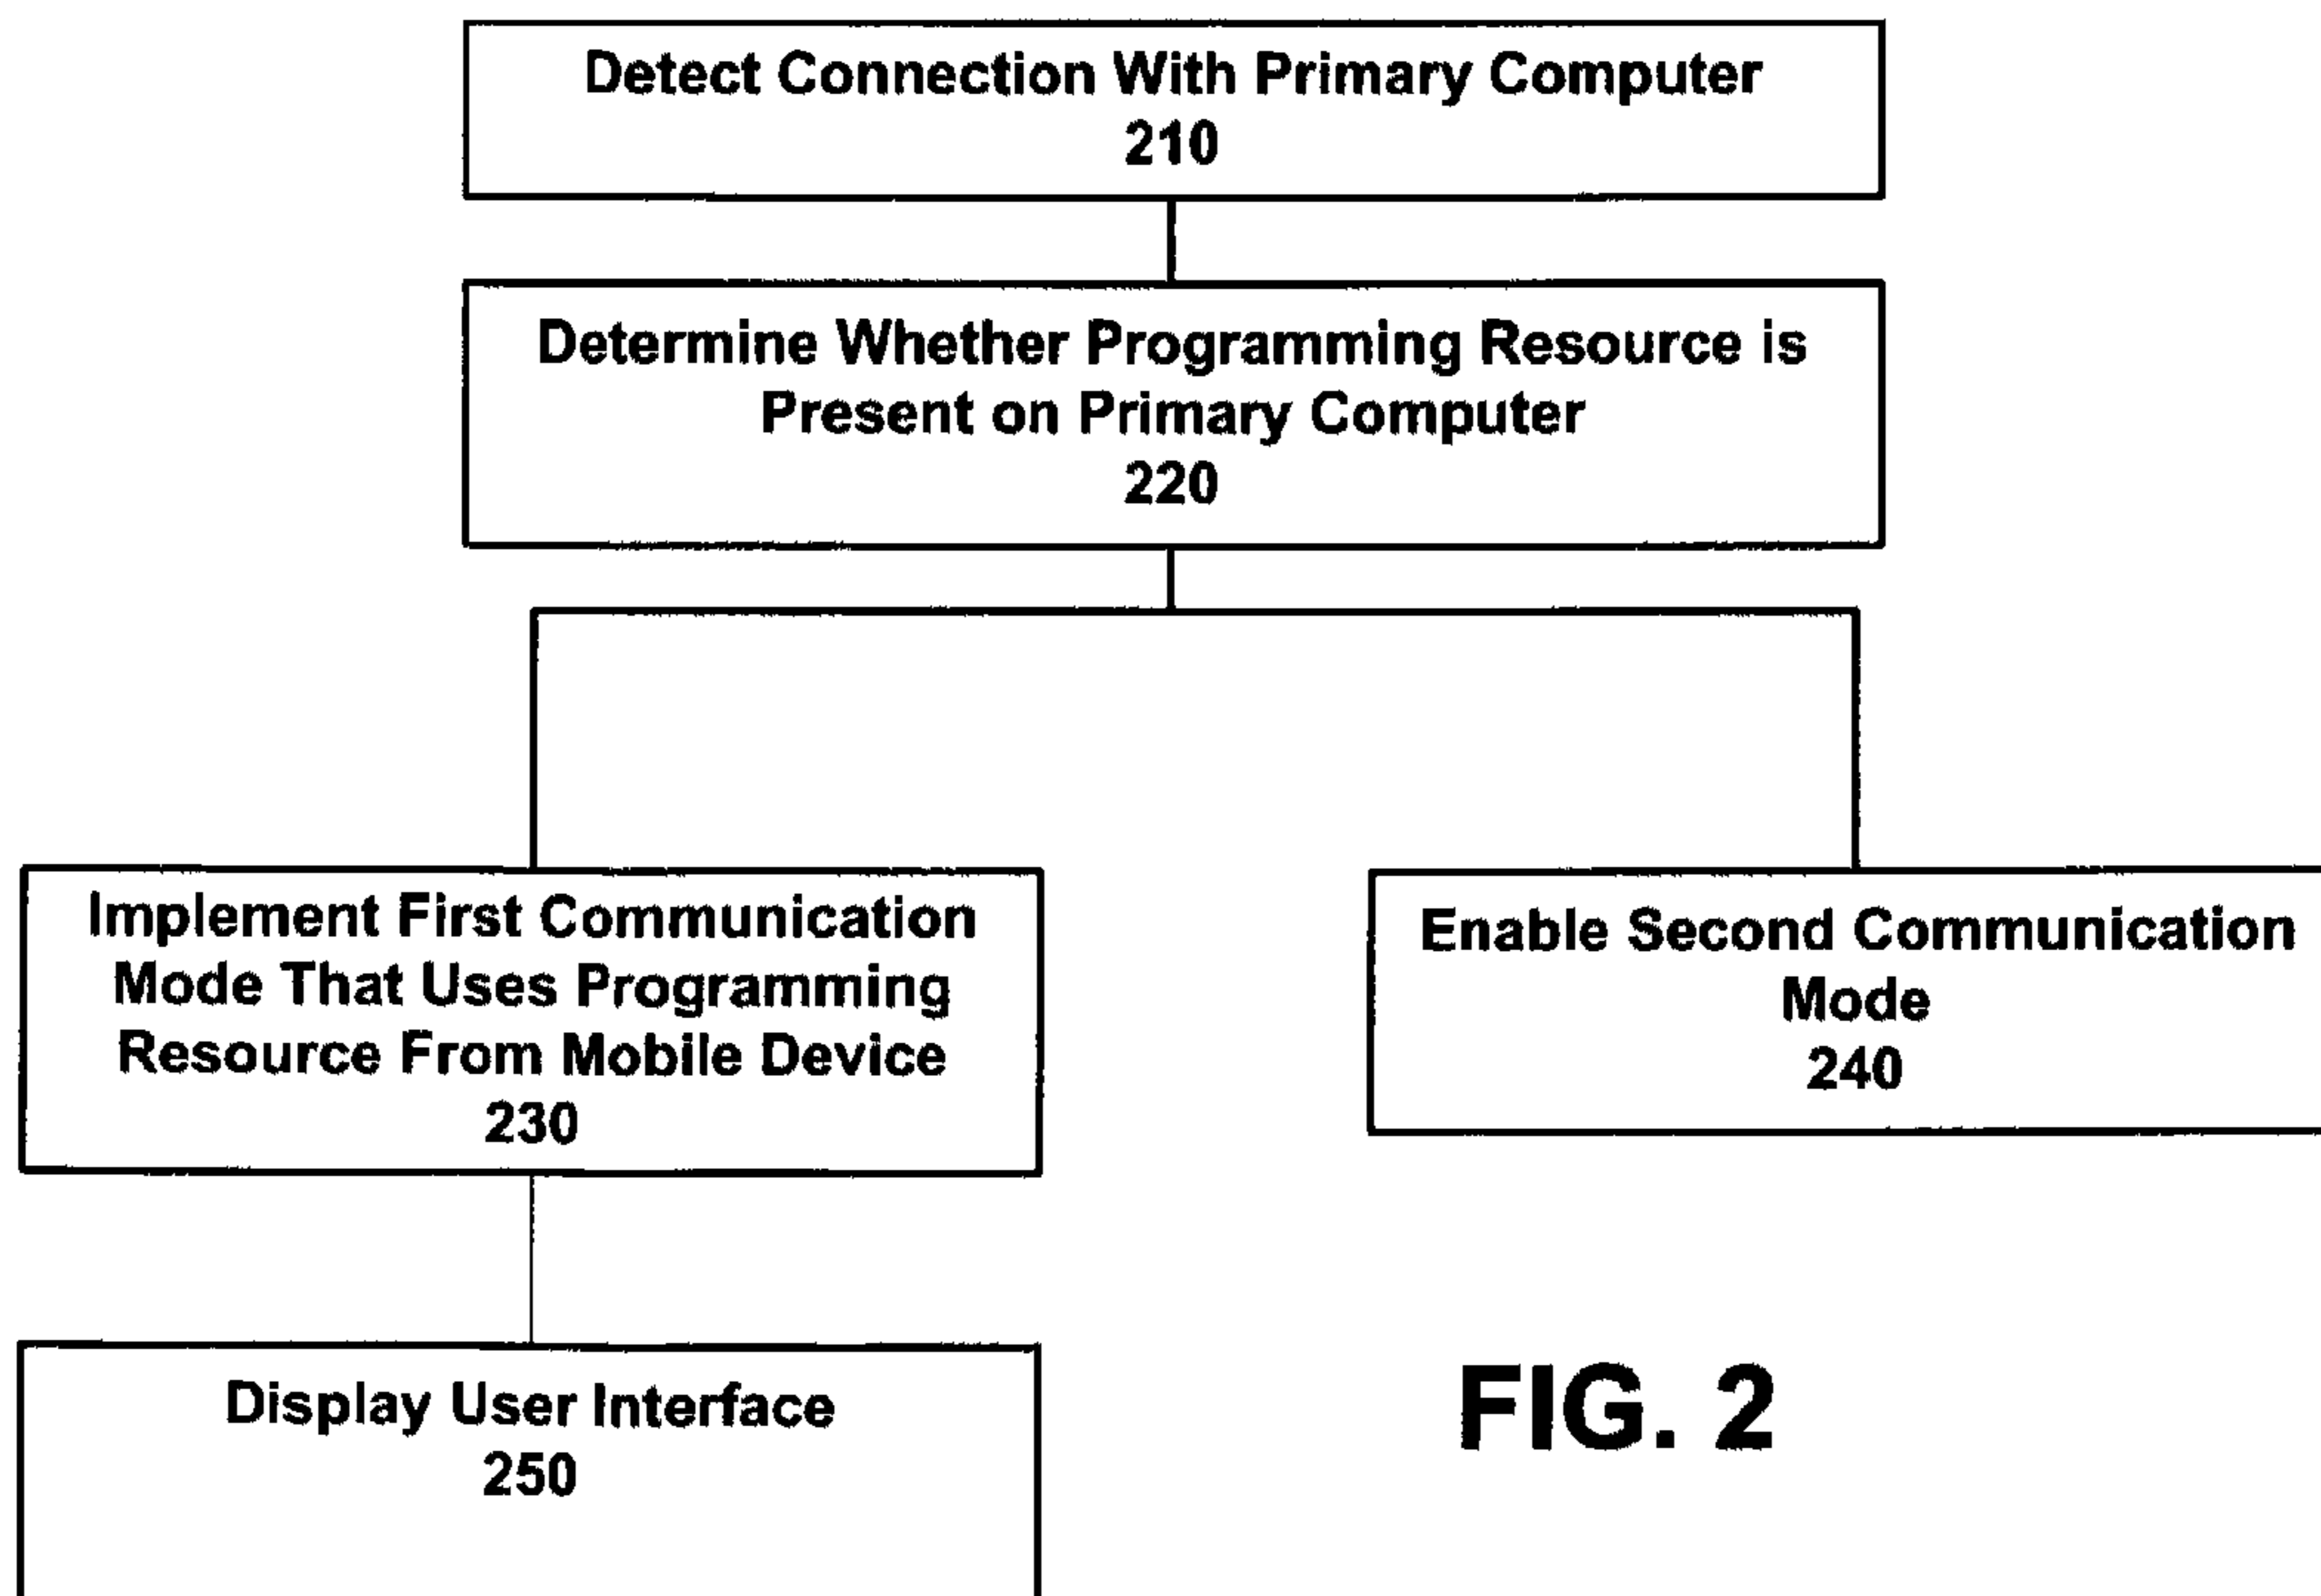 Detect Connection With Primary Computer
210
Determine Whether Programming Resource is
Present on Primary Computer
220
Implement First Communication
Mode That Uses Programming
Resource From Mobile Device
230
Enable Second Communication
Mode
240
Display User Interface
250
FIG. 2